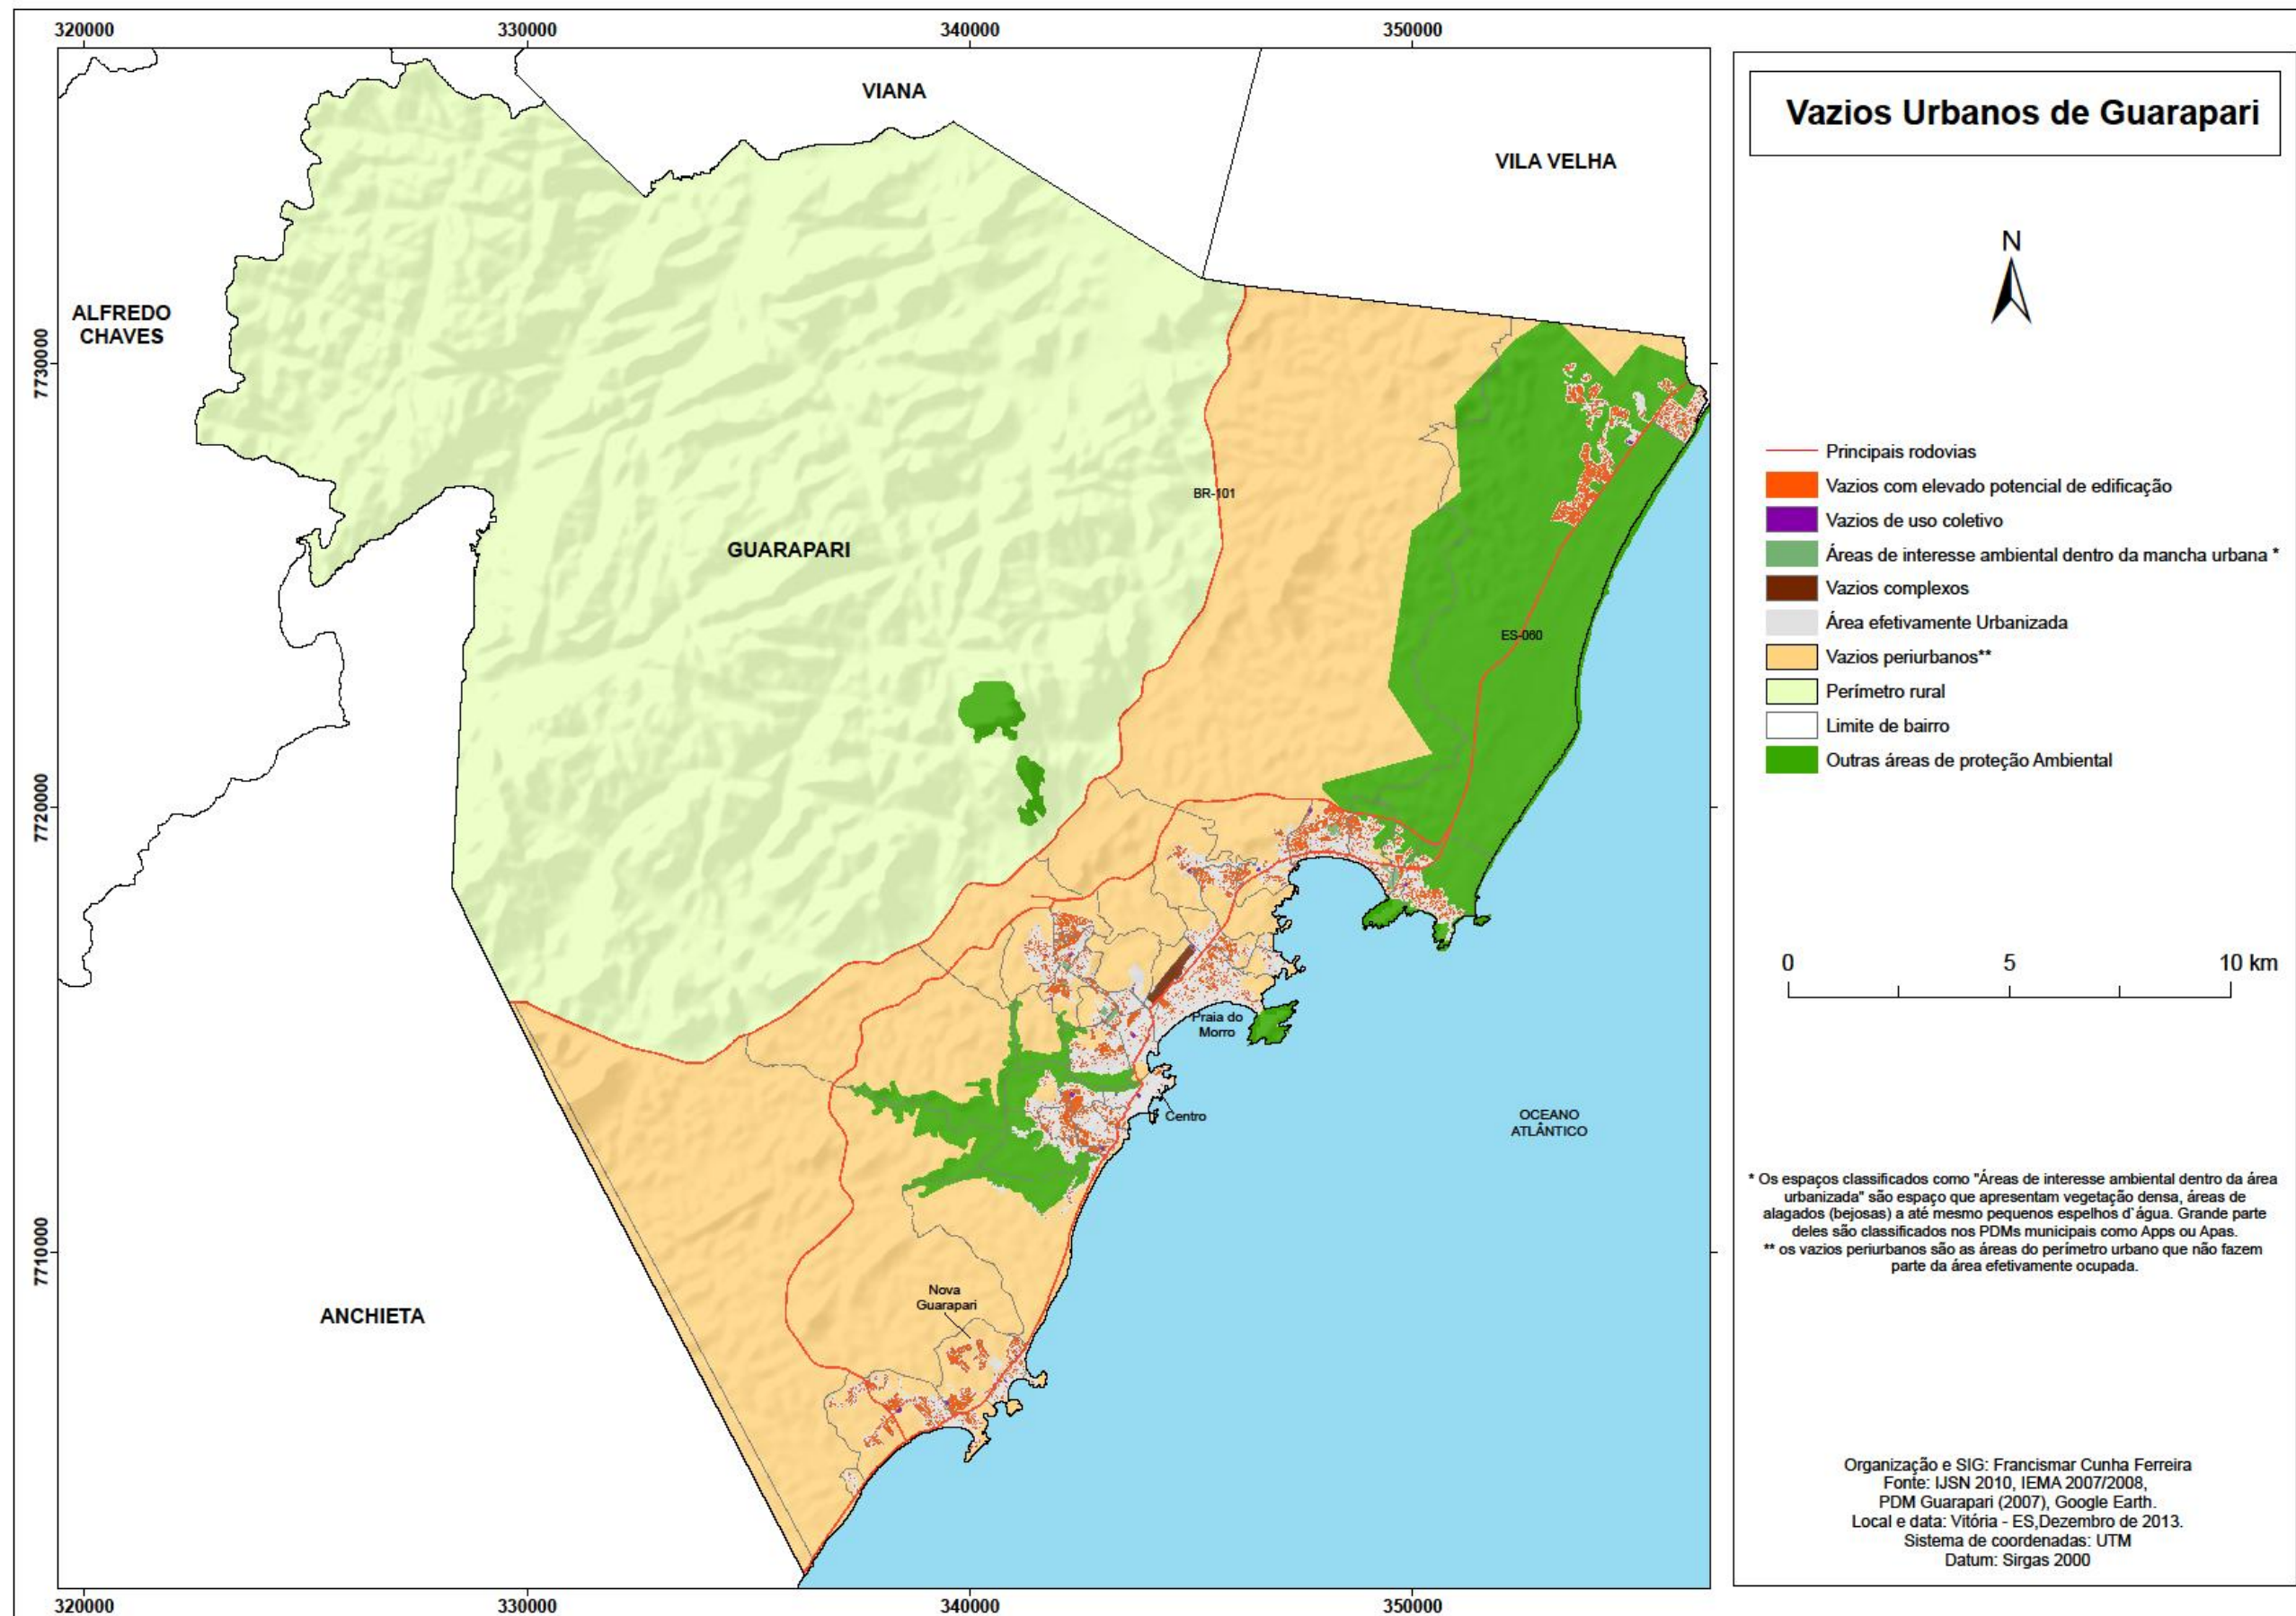 320000
330000
340000
350000
VIANA
VILA VELHA
ALFREDO
CHAVES
7730000
BR-101
GUARAPARI
ES-060
7720000
Praia do
Morro
Centro
OCEANO
ATLÂNTICO
7710000
Nova
Guarapari
ANCHIETA
320000
330000
340000
350000
Vazios Urbanos de Guarapari
N
Principais rodovias
Vazios com elevado potencial de edificação
Vazios de uso coletivo
Áreas de interesse ambiental dentro da mancha urbana *
Vazios complexos
Área efetivamente Urbanizada
Vazios periurbanos**
Perímetro rural
Limite de bairro
Outras áreas de proteção Ambiental
0 5 10 km
* Os espaços classificados como "Áreas de interesse ambiental dentro da área
urbanizada" são espaço que apresentam vegetação densa, áreas de
alagados (bejosas) a até mesmo pequenos espelhos d`água. Grande parte
deles são classificados nos PDMs municipais como Apps ou Apas.
** os vazios periurbanos são as áreas do perímetro urbano que não fazem
parte da área efetivamente ocupada.
Organização e SIG: Francismar Cunha Ferreira
Fonte: IJSN 2010, IEMA 2007/2008,
PDM Guarapari (2007), Google Earth.
Local e data: Vitória - ES,Dezembro de 2013.
Sistema de coordenadas: UTM
Datum: Sirgas 2000